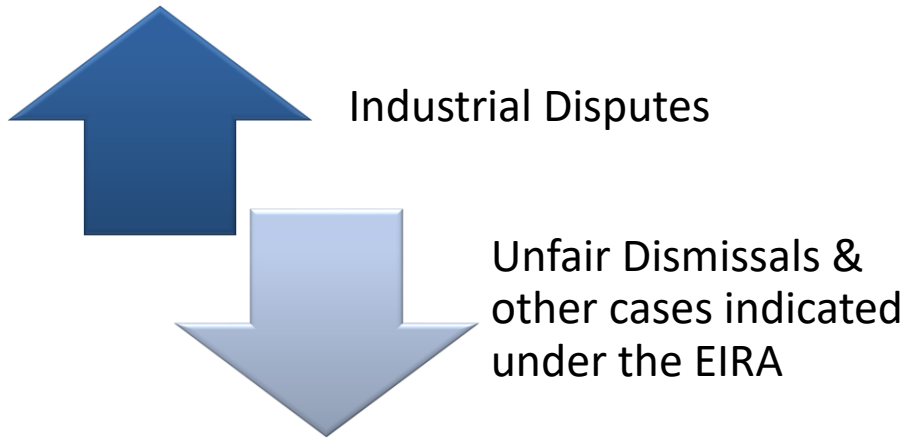 Industrial Disputes
Unfair Dismissals &
other cases indicated
under the EIRA